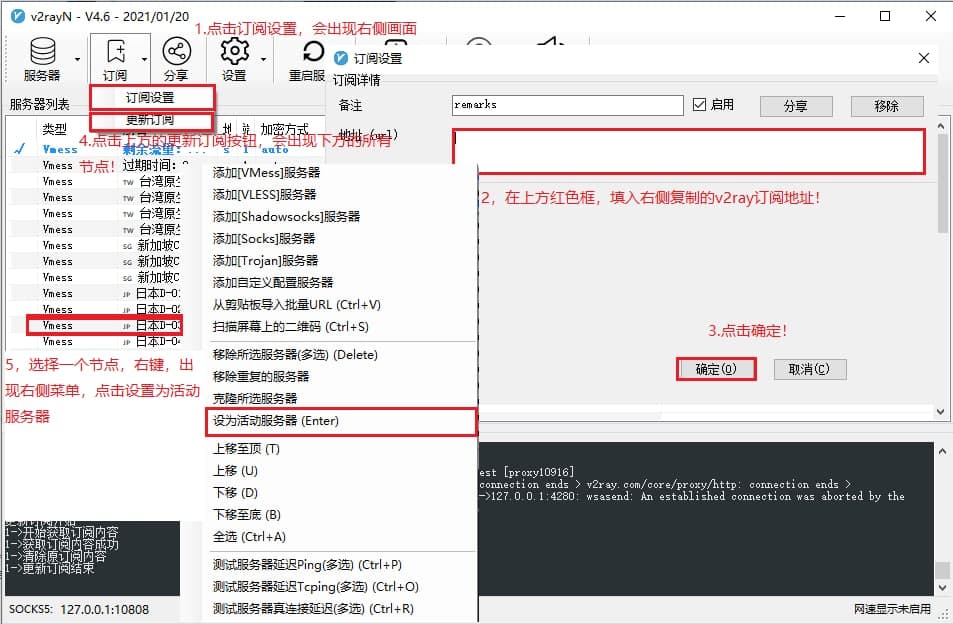 v2rayN - V4.6 - 2021/01/20
1.点击订阅设置，会出现右侧画面
服务器
订阅
分享
设置
重启服
订阅设置
更新订阅
服务器列表
类型
加密方式
4.点击上方的更新订阅按钮，会出现下方的所有
节点！
Vmess 剩余流量：... auto
Vmess 过期时间：
Vmess TW 台湾原生
Vmess TW 台湾原生
Vmess TW 台湾原生
Vmess TW 台湾原生
Vmess SG 新加坡C
Vmess SG 新加坡C
Vmess SG 新加坡C
Vmess JP 日本D-01
Vmess JP 日本D-02
Vmess JP 日本D-03
Vmess JP 日本D-04
5，选择一个节点，右键，出
现右侧菜单，点击设置为活动
服务器
添加[VMess]服务器
添加[VLESS]服务器
添加[Shadowsocks]服务器
添加[Socks]服务器
添加[Trojan]服务器
添加自定义配置服务器
从剪贴板导入批量URL (Ctrl+V)
扫描屏幕上的二维码 (Ctrl+S)
移除所选服务器(多选) (Delete)
移除重复的服务器
克隆所选服务器
设为活动服务器 (Enter)
上移至顶 (T)
上移 (U)
下移 (D)
下移至底 (B)
全选 (Ctrl+A)
测试服务器延迟Ping(多选) (Ctrl+P)
测试服务器延迟Tcping(多选) (Ctrl+O)
测试服务器真连接延迟(多选) (Ctrl+R)
订阅设置
订阅详情
备注
remarks
启用
分享
移除
地址 (url)
2，在上方红色框，填入右侧复制的v2ray订阅地址！
3.点击确定！
确定(O)
取消(C)
est [proxy10916]
connection ends > v2ray.com/core/proxy/http: connection ends >
->127.0.0.1:4280: wsasend: An established connection was aborted by the
更新订阅开始
1->开始获取订阅内容
1->获取订阅内容成功
1->清除原订阅内容
1->更新订阅结束
SOCKS5: 127.0.0.1:10808
网速显示未启用